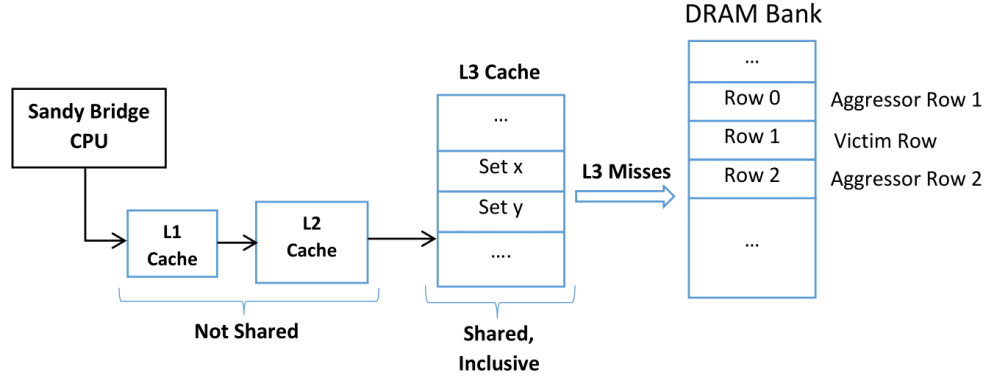 DRAM Bank
...
Row 0
Aggressor Row 1
Row 1
Victim Row
Row 2
Aggressor Row 2
...
L3 Cache
...
Set x
Set y
....
L3 Misses
Sandy Bridge
CPU
L1
Cache
L2
Cache
Not Shared
Shared,
Inclusive